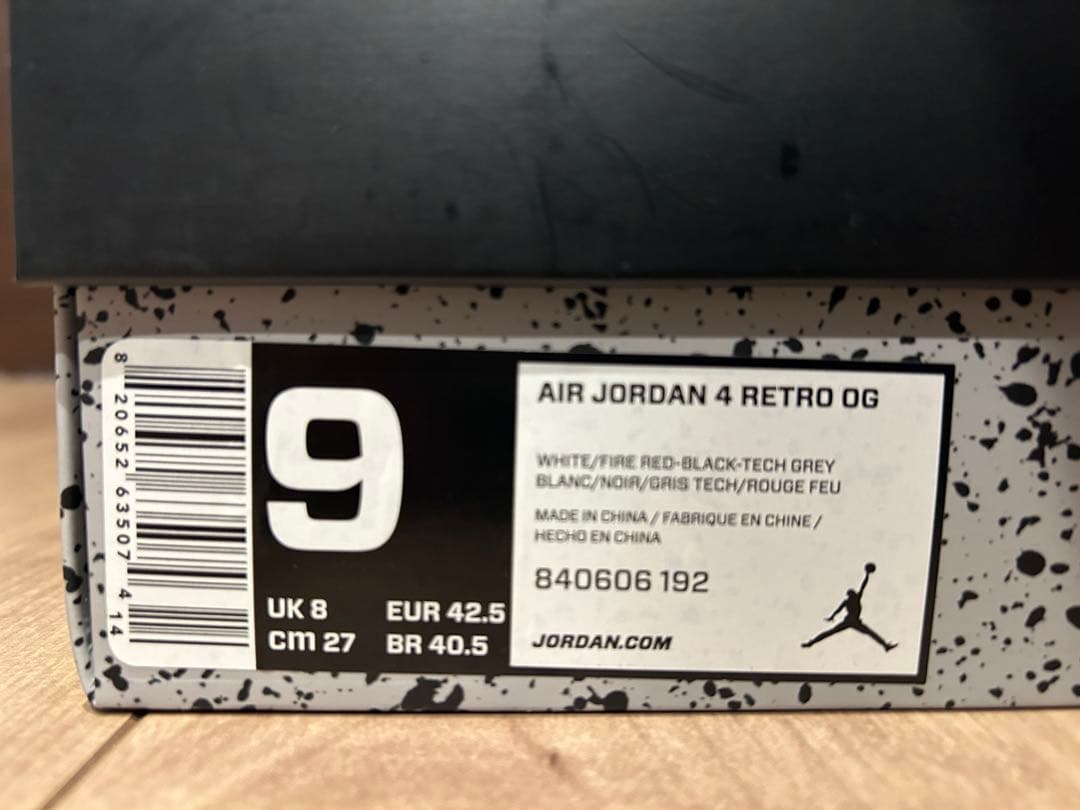 8 20652 63507 4 14
9
UK 8 EUR 42.5
cm 27 BR 40.5
AIR JORDAN 4 RETRO OG
WHITE/FIRE RED-BLACK-TECH GREY
BLANC/NOIR/GRIS TECH/ROUGE FEU
MADE IN CHINA / FABRIQUE EN CHINE /
HECHO EN CHINA
840606 192
JORDAN.COM